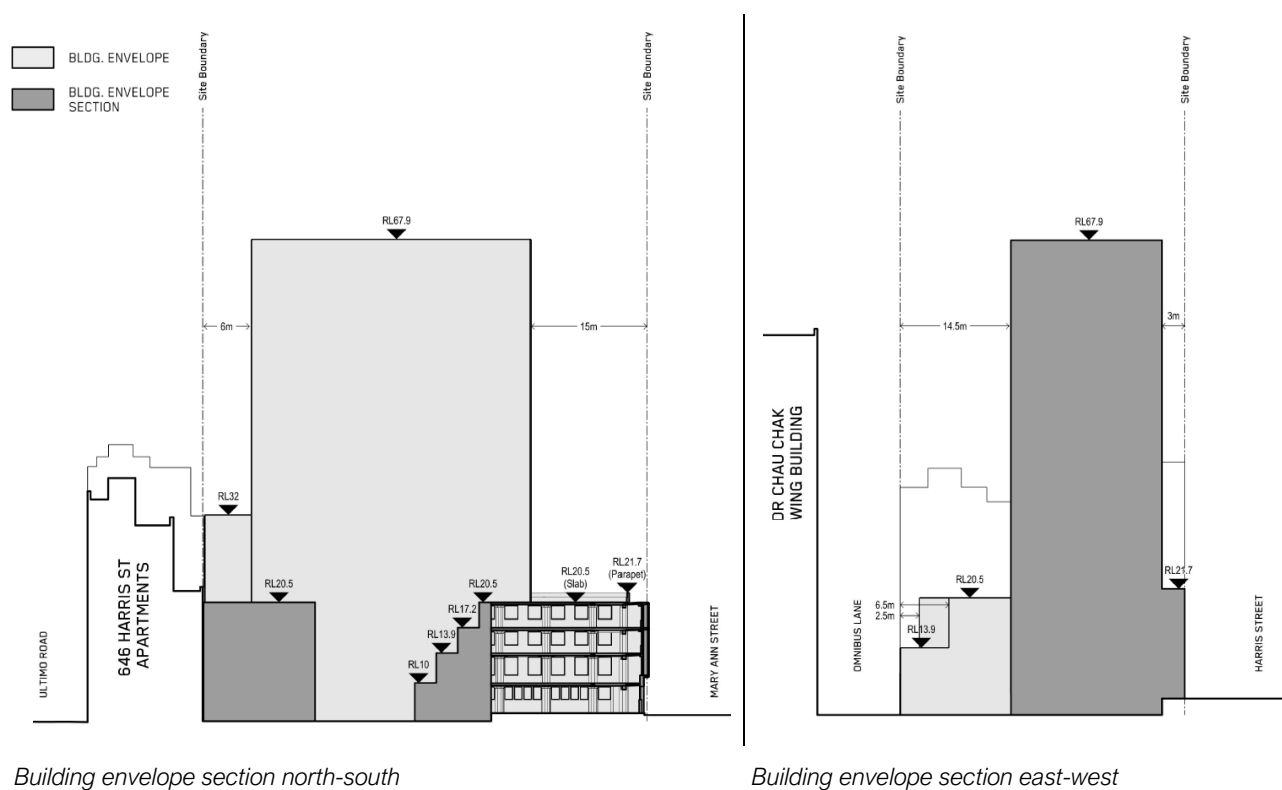 BLDG. ENVELOPE
BLDG. ENVELOPE
SECTION
Site Boundary
Site Boundary
RL67.9
6m
15m
RL32
RL20.5
RL20.5
RL17.2
RL13.9
RL10
RL20.5
(Slab)
RL21.7
(Parapet)
ULTIMO ROAD
646 HARRIS ST
APARTMENTS
MARY ANN STREET
Building envelope section north-south
Site Boundary
Site Boundary
RL67.9
14.5m
3m
DR CHAU CHAK
WING BUILDING
RL20.5
RL21.7
6.5m
2.5m
RL13.9
OMNIBUS LANE
HARRIS STREET
Building envelope section east-west